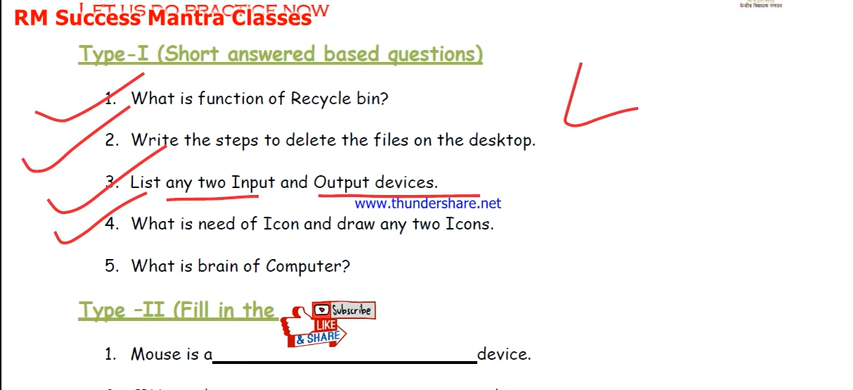 LET US DO PRACTICE NOW
RM Success Mantra Classes
केन्द्रीय विद्यालय संगठन
Type-I (Short answered based questions)
1. What is function of Recycle bin?
2. Write the steps to delete the files on the desktop.
3. List any two Input and Output devices.
www.thundershare.net
4. What is need of Icon and draw any two Icons.
5. What is brain of Computer?
Type -II (Fill in the
Subscribe
LIKE
& SHARE
1. Mouse is a device.